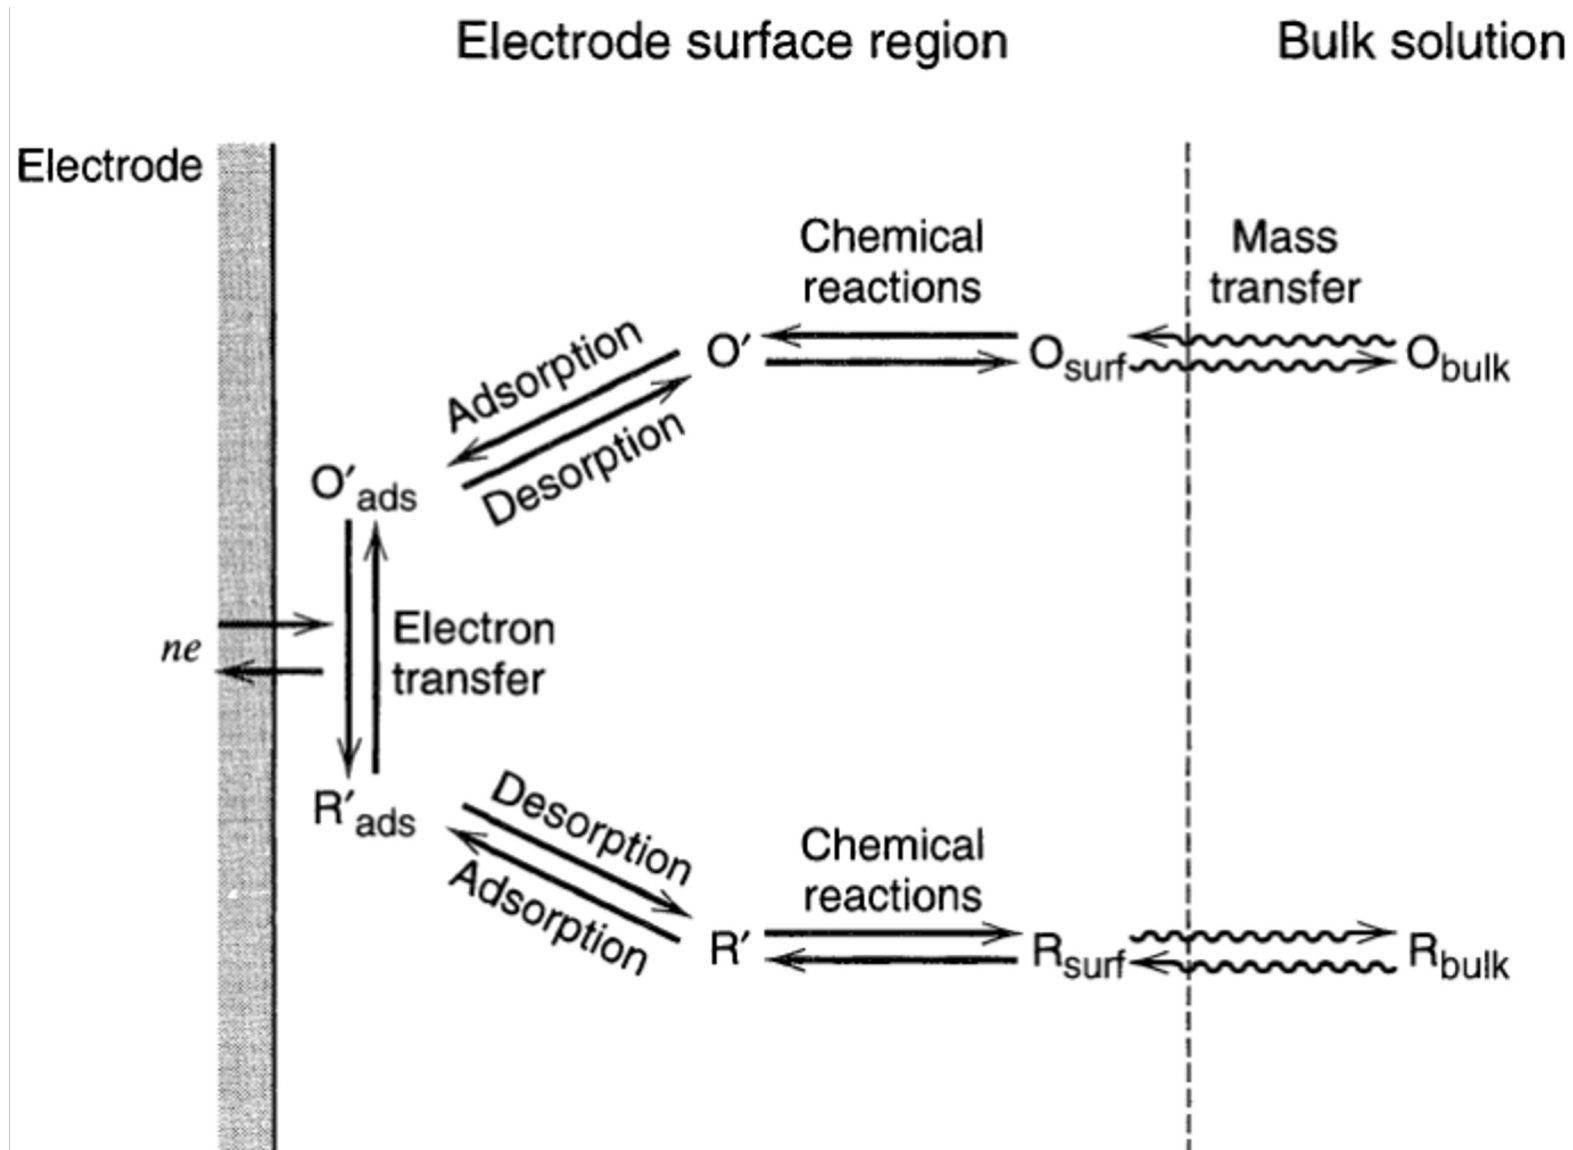 Electrode surface region
Bulk solution
Electrode
Chemical
reactions
Mass
transfer
Adsorption
Desorption
O′
O_surf
O_bulk
O′_ads
ne
Electron
transfer
R′_ads
Desorption
Adsorption
Chemical
reactions
R′
R_surf
R_bulk